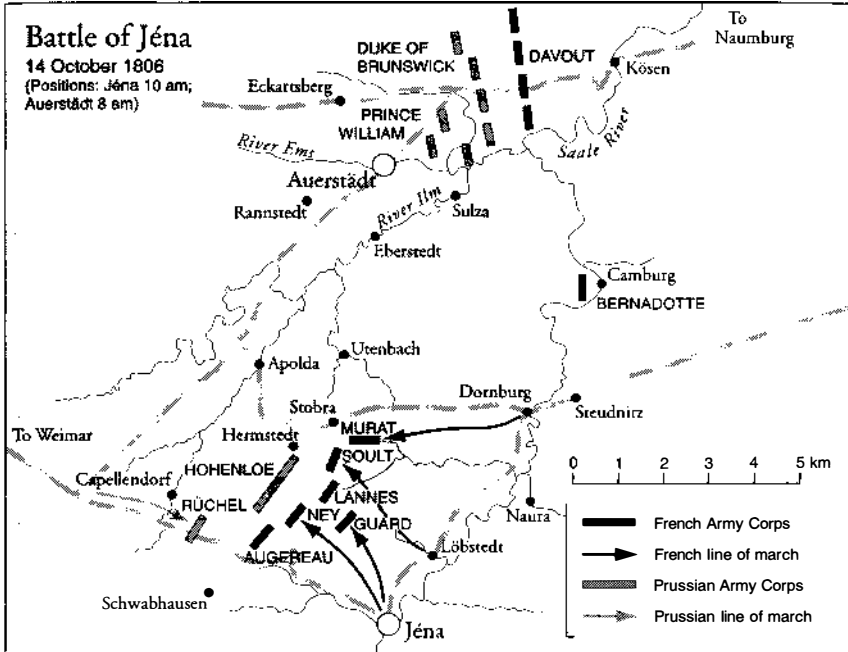 Battle of Jéna
14 October 1806
(Positions: Jéna 10 am;
Auerstädt 8 am)
To
Naumburg
DUKE OF
BRUNSWICK
DAVOUT
Kösen
Eckartsberg
PRINCE
WILLIAM
River Ems
Saale River
Auerstädt
Rannstedt
River Ilm
Sulza
Eberstedt
Camburg
BERNADOTTE
Utenbach
Apolda
Dornburg
Steudnitz
Stobra
MURAT
To Weimar
Hermstedt
SOULT
HOHENLOE
Capellendorf
LANNES
RÜCHEL
NEY
GUARD
Naura
AUGEREAU
Löbstedt
Schwabhausen
Jéna
0 1 2 3 4 5 km
French Army Corps
French line of march
Prussian Army Corps
Prussian line of march